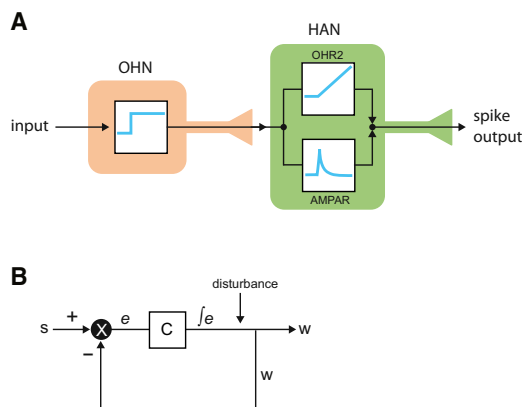 A
HAN
OHN
OHR2
input
spike
output
AMPAR
B
disturbance
s
+
X
e
C
∫e
w
−
w